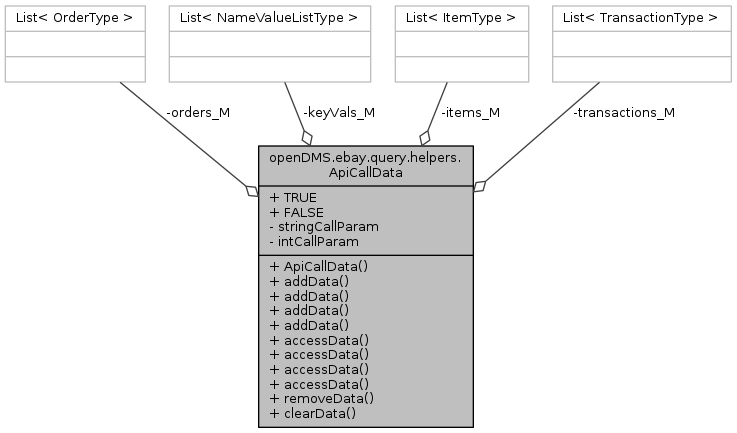 List< OrderType >
List< NameValueListType >
List< ItemType >
List< TransactionType >
-orders_M
-keyVals_M
-items_M
-transactions_M
openDMS.ebay.query.helpers.
ApiCallData
+ TRUE
+ FALSE
- stringCallParam
- intCallParam
+ ApiCallData()
+ addData()
+ addData()
+ addData()
+ addData()
+ accessData()
+ accessData()
+ accessData()
+ accessData()
+ removeData()
+ clearData()